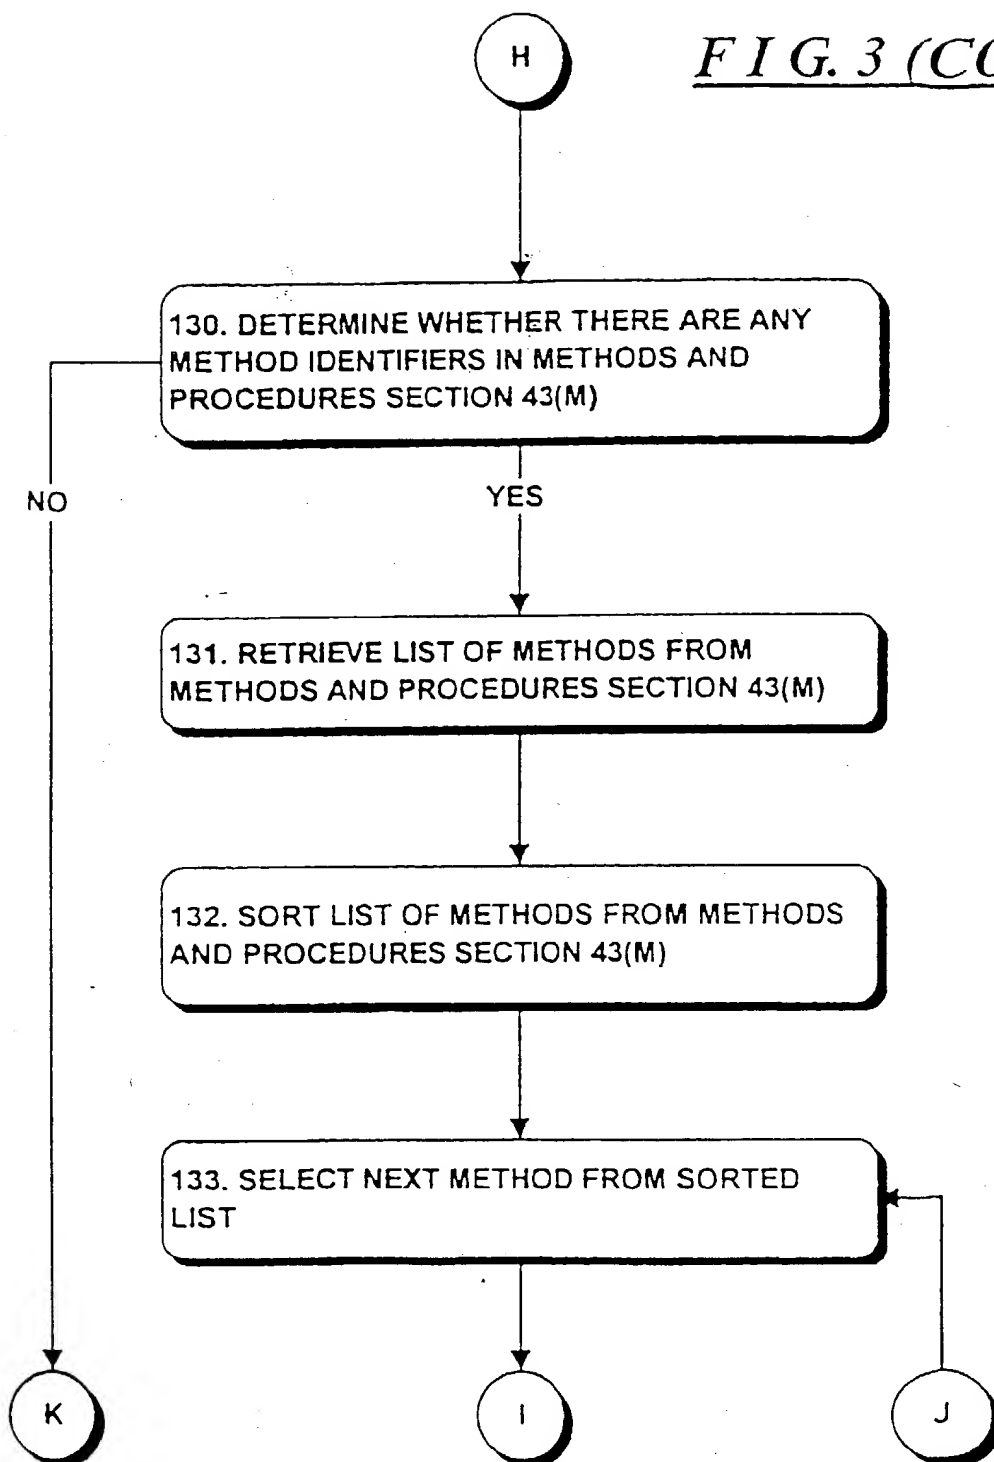 H
FIG. 3 (CO
130. DETERMINE WHETHER THERE ARE ANY
METHOD IDENTIFIERS IN METHODS AND
PROCEDURES SECTION 43(M)
NO
YES
131. RETRIEVE LIST OF METHODS FROM
METHODS AND PROCEDURES SECTION 43(M)
132. SORT LIST OF METHODS FROM METHODS
AND PROCEDURES SECTION 43(M)
133. SELECT NEXT METHOD FROM SORTED
LIST
K
I
J